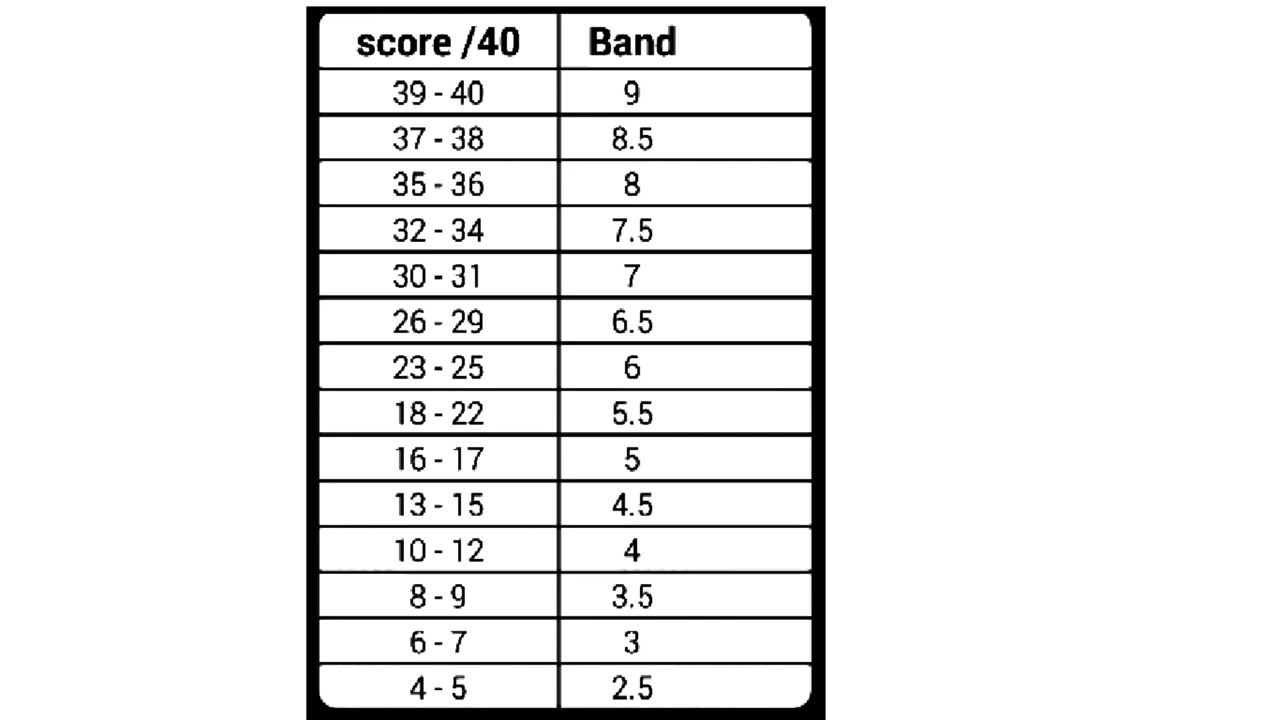 score /40 Band
39 - 40 9
37 - 38 8.5
35 - 36 8
32 - 34 7.5
30 - 31 7
26 - 29 6.5
23 - 25 6
18 - 22 5.5
16 - 17 5
13 - 15 4.5
10 - 12 4
8 - 9 3.5
6 - 7 3
4 - 5 2.5